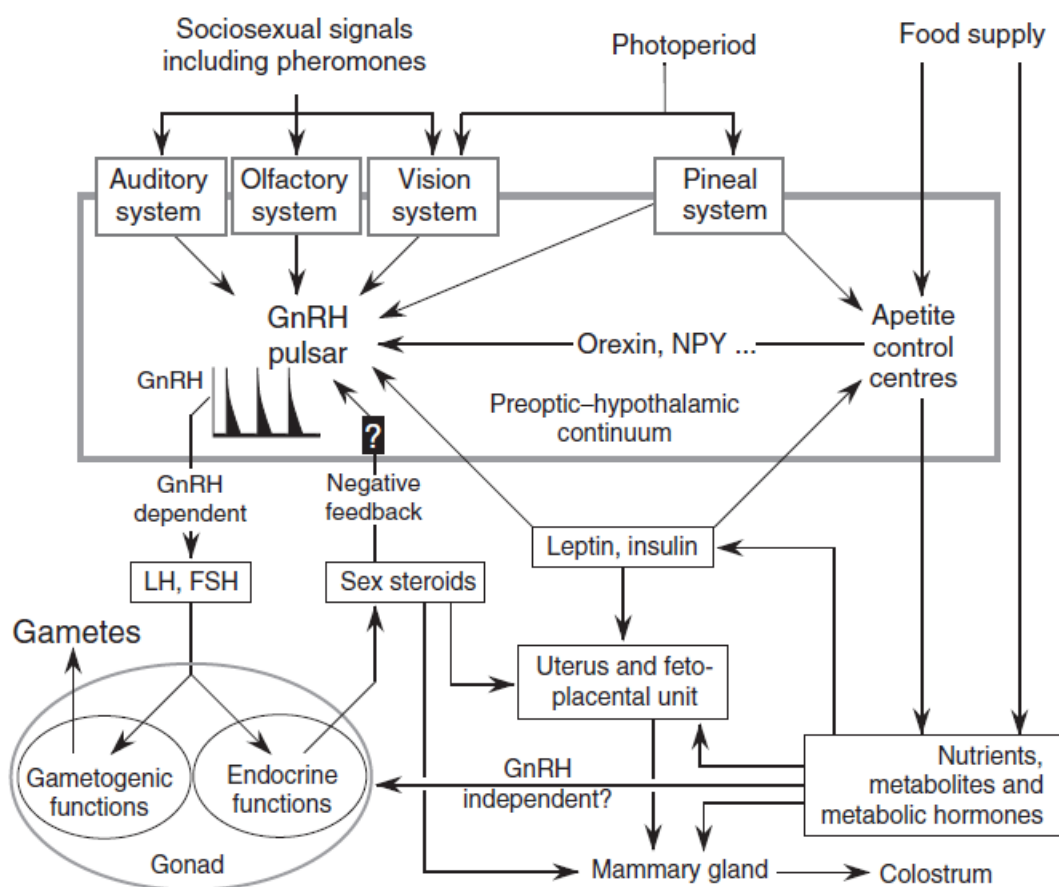 Sociosexual signals
including pheromones
Photoperiod
Food supply
Auditory
system
Olfactory
system
Vision
system
Pineal
system
GnRH
pulsar
Orexin, NPY ...
Apetite
control
centres
GnRH
Preoptic–hypothalamic
continuum
?
GnRH
dependent
Negative
feedback
Leptin, insulin
LH, FSH
Sex steroids
Gametes
Uterus and feto-
placental unit
Gametogenic
functions
Endocrine
functions
GnRH
independent?
Nutrients,
metabolites and
metabolic hormones
Gonad
Mammary gland
Colostrum